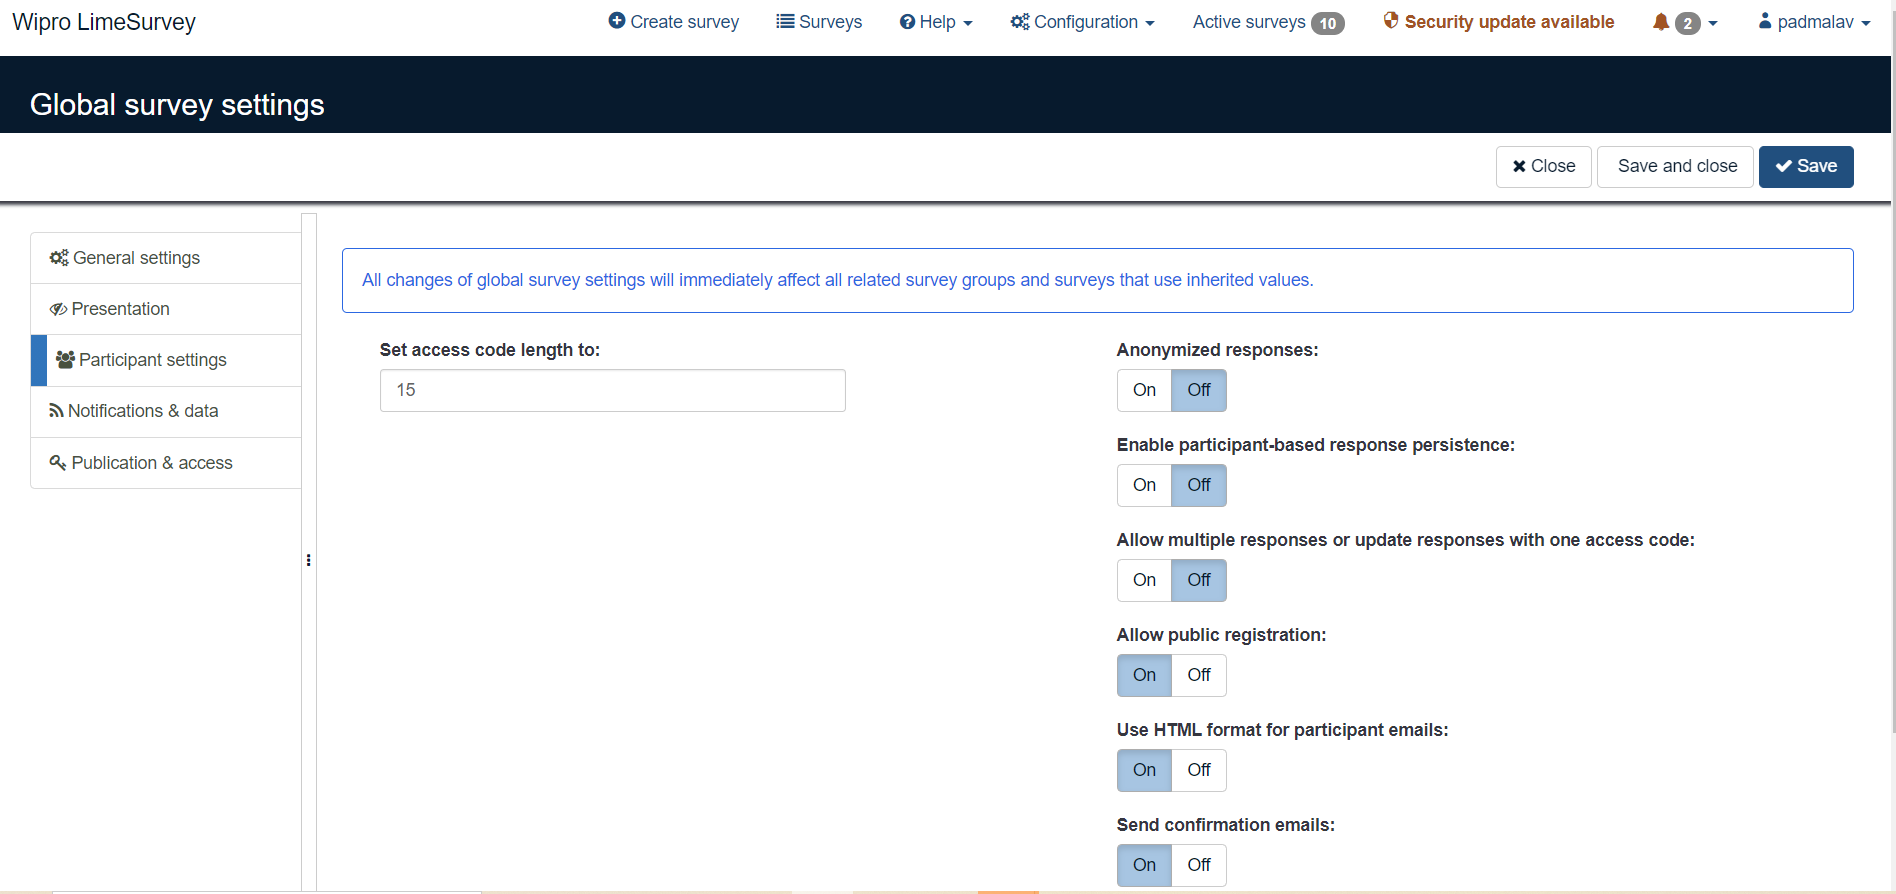 Wipro LimeSurvey
Create survey Surveys Help Configuration Active surveys 10 Security update available 2 padmalav
Global survey settings
Close Save and close Save
General settings
Presentation
Participant settings
Notifications & data
Publication & access
All changes of global survey settings will immediately affect all related survey groups and surveys that use inherited values.
Set access code length to:
15
Anonymized responses:
On Off
Enable participant-based response persistence:
On Off
Allow multiple responses or update responses with one access code:
On Off
Allow public registration:
On Off
Use HTML format for participant emails:
On Off
Send confirmation emails:
On Off